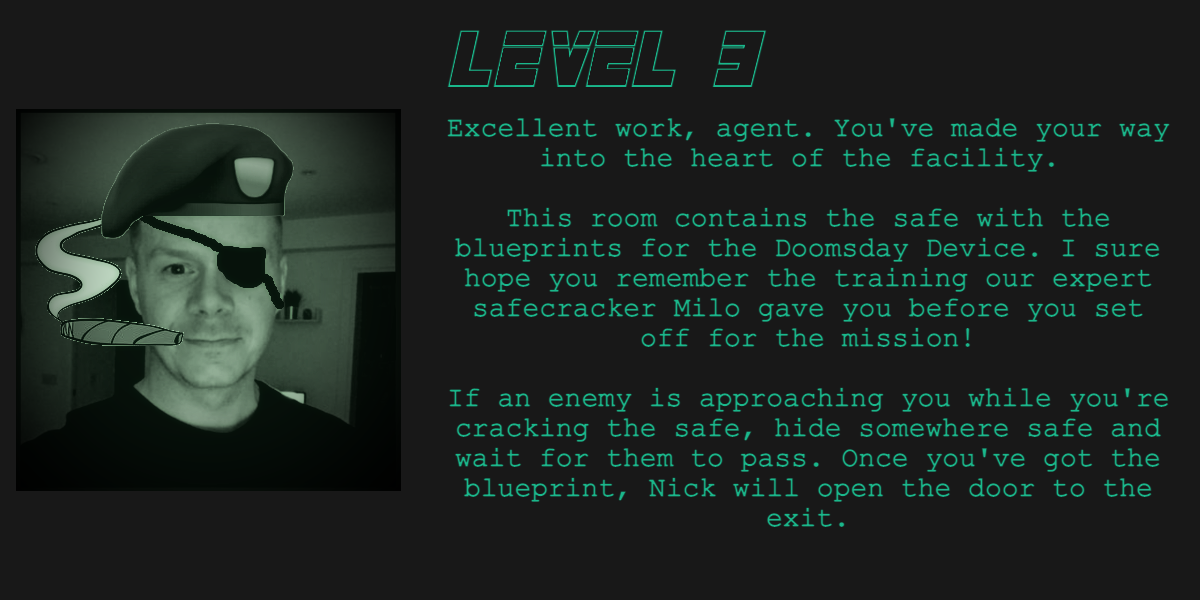 LEVEL 3
Excellent work, agent. You've made your way
into the heart of the facility.
This room contains the safe with the
blueprints for the Doomsday Device. I sure
hope you remember the training our expert
safecracker Milo gave you before you set
off for the mission!
If an enemy is approaching you while you're
cracking the safe, hide somewhere safe and
wait for them to pass. Once you've got the
blueprint, Nick will open the door to the
exit.